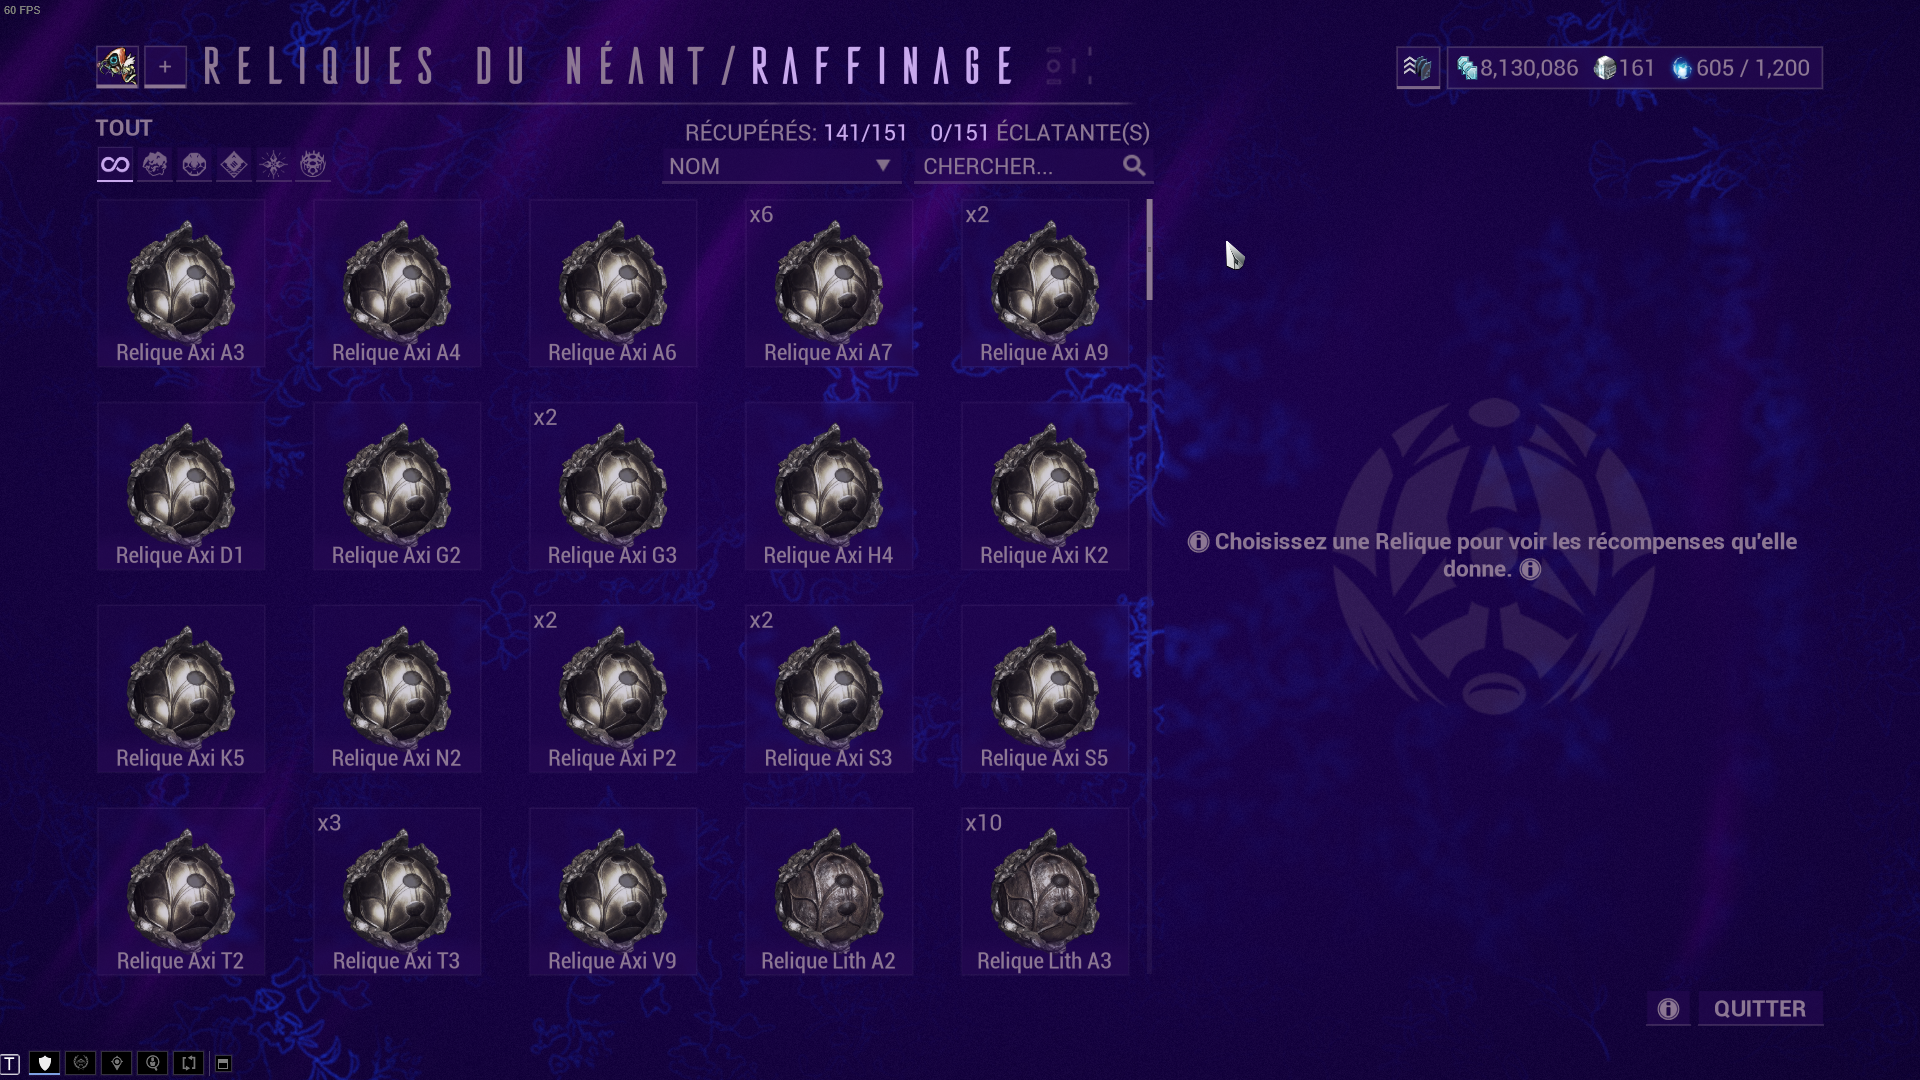 60 FPS
+
RELIQUES DU NÉANT/RAFFINAGE
8,130,086 161 605 / 1,200
TOUT
RÉCUPÉRÉS: 141/151 0/151 ÉCLATANTE(S)
NOM
CHERCHER...
x6 x2
Relique Axi A3 Relique Axi A4 Relique Axi A6 Relique Axi A7 Relique Axi A9
x2
Relique Axi D1 Relique Axi G2 Relique Axi G3 Relique Axi H4 Relique Axi K2
Choisissez une Relique pour voir les récompenses qu'elle
donne.
x2 x2
Relique Axi K5 Relique Axi N2 Relique Axi P2 Relique Axi S3 Relique Axi S5
x3 x10
Relique Axi T2 Relique Axi T3 Relique Axi V9 Relique Lith A2 Relique Lith A3
QUITTER
T